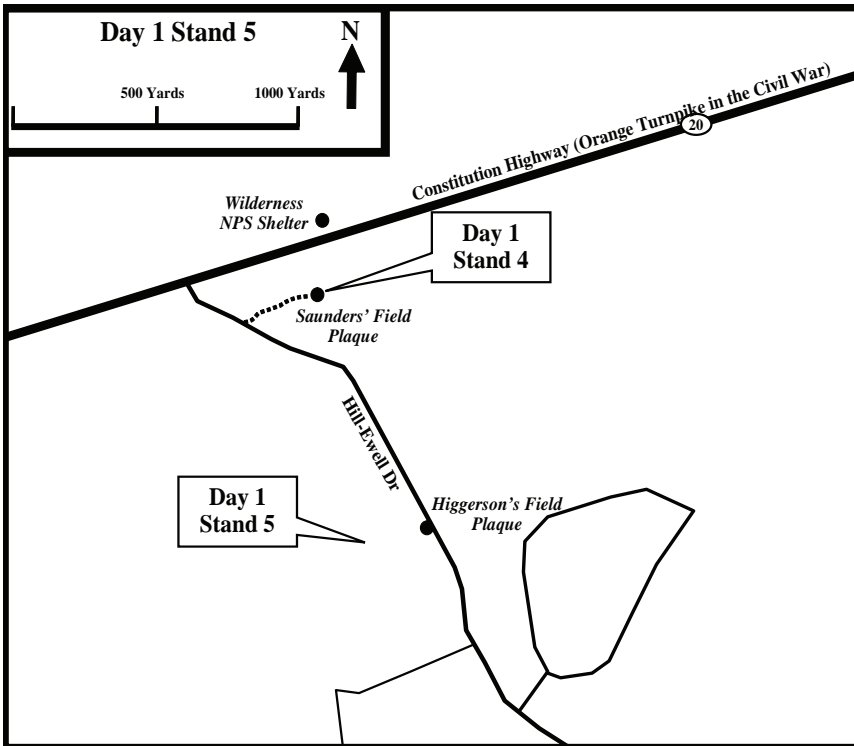 Day 1 Stand 5
N
500 Yards
1000 Yards
Constitution Highway (Orange Turnpike in the Civil War)
20
Wilderness
NPS Shelter
Day 1
Stand 4
Saunders' Field
Plaque
Hill-Ewell Dr
Day 1
Stand 5
Higgerson's Field
Plaque